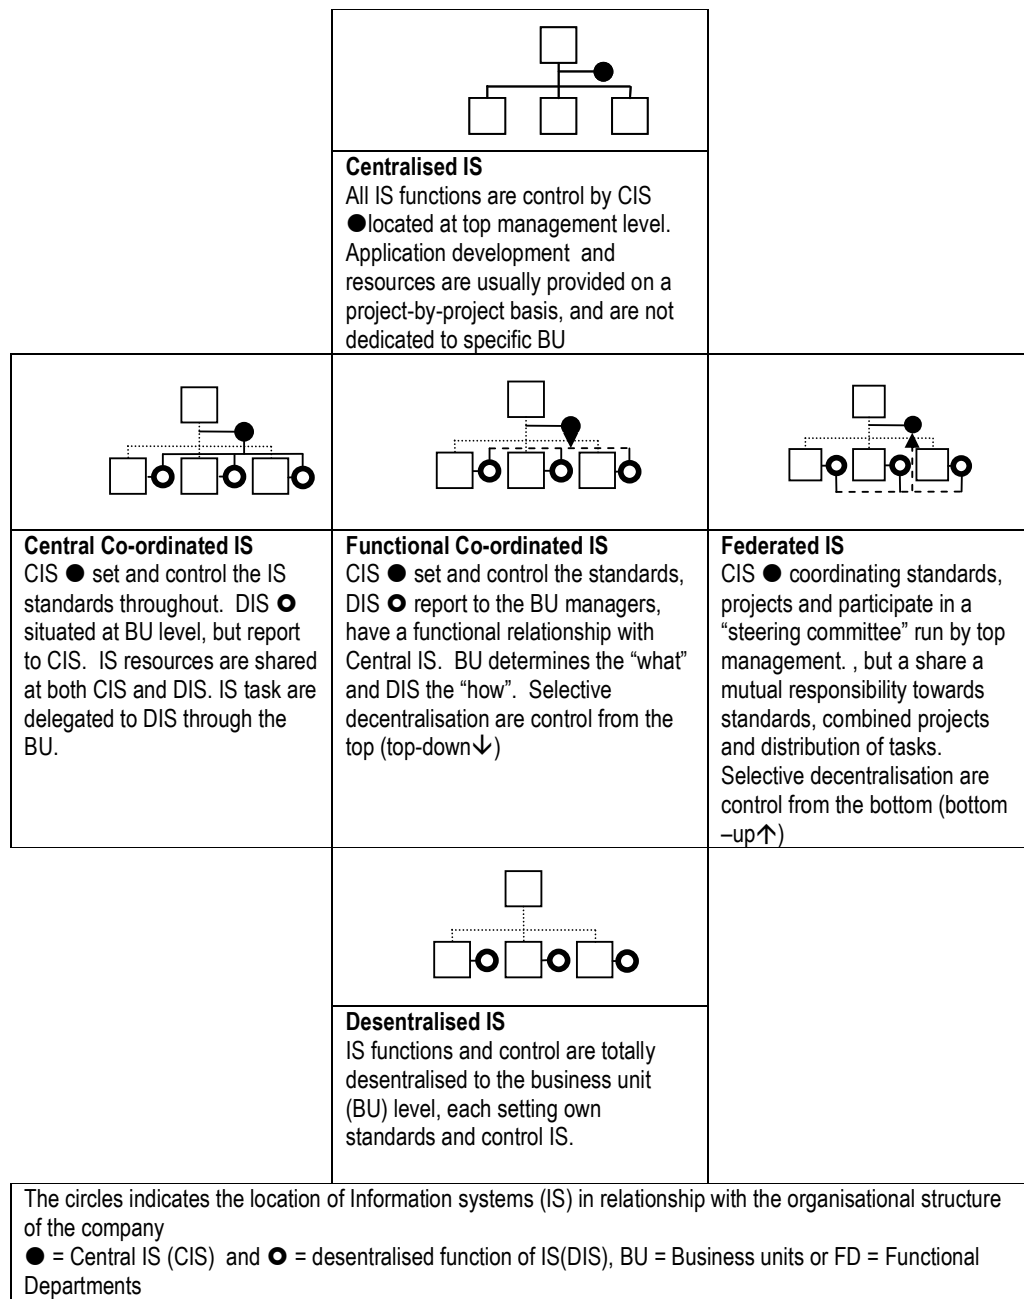 Centralised IS
All IS functions are control by CIS
●located at top management level.
Application development and
resources are usually provided on a
project-by-project basis, and are not
dedicated to specific BU
Central Co-ordinated IS
CIS ● set and control the IS
standards throughout. DIS O
situated at BU level, but report
to CIS. IS resources are shared
at both CIS and DIS. IS task are
delegated to DIS through the
BU.
Functional Co-ordinated IS
CIS ● set and control the standards,
DIS O report to the BU managers,
have a functional relationship with
Central IS. BU determines the “what”
and DIS the “how”. Selective
decentralisation are control from the
top (top-down↓)
Federated IS
CIS ● coordinating standards,
projects and participate in a
“steering committee” run by top
management. , but a share a
mutual responsibility towards
standards, combined projects
and distribution of tasks.
Selective decentralisation are
control from the bottom (bottom
–up↑)
Desentralised IS
IS functions and control are totally
desentralised to the business unit
(BU) level, each setting own
standards and control IS.
The circles indicates the location of Information systems (IS) in relationship with the organisational structure
of the company
● = Central IS (CIS) and O = desentralised function of IS(DIS), BU = Business units or FD = Functional
Departments